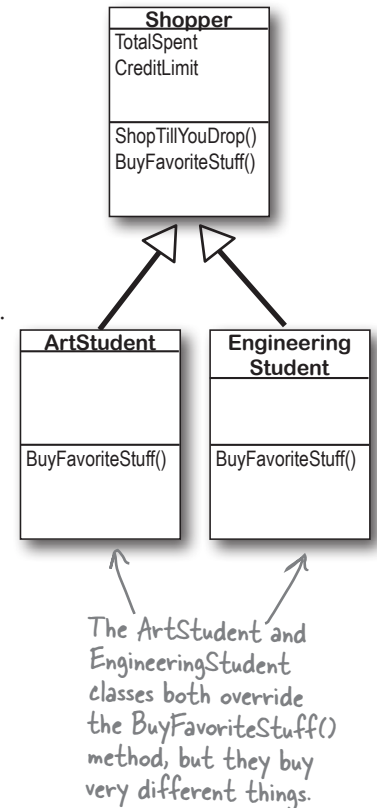 Shopper
TotalSpent
CreditLimit
ShopTillYouDrop()
BuyFavoriteStuff()
.
ArtStudent
BuyFavoriteStuff()
Engineering
Student
BuyFavoriteStuff()
The ArtStudent and
EngineeringStudent
classes both override
the BuyFavoriteStuff()
method, but they buy
very different things.